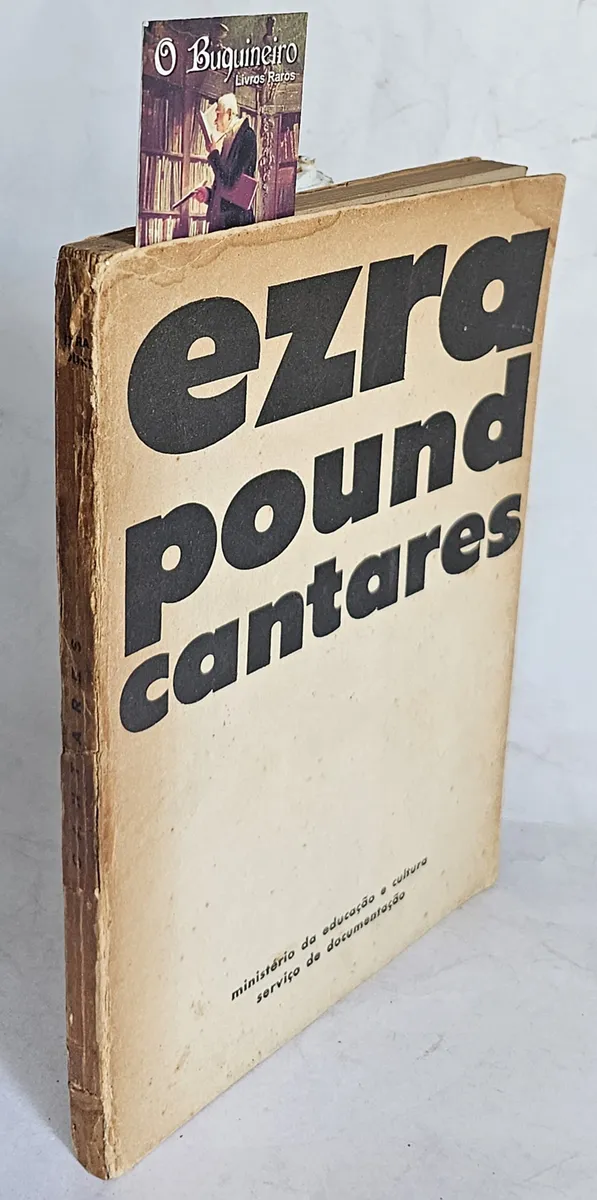 O Buquineiro
Livros Raros
ezra
pound
cantares
ministério da educação e cultura
serviço de documentação